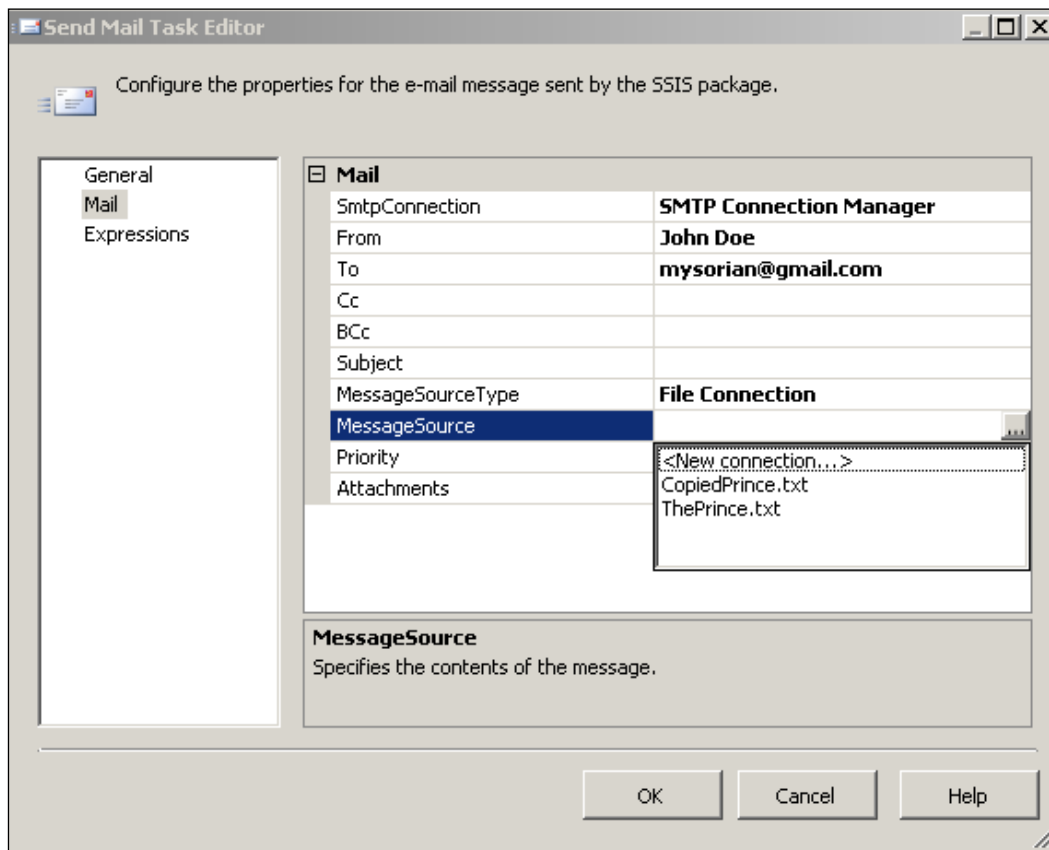 Send Mail Task Editor
Configure the properties for the e-mail message sent by the SSIS package.
General
Mail
Expressions
Mail
SmtpConnection SMTP Connection Manager
From John Doe
To mysorian@gmail.com
Cc
BCc
Subject
MessageSourceType File Connection
MessageSource ...
Priority <New connection...>
CopiedPrince.txt
Attachments
ThePrince.txt
MessageSource
Specifies the contents of the message.
OK Cancel Help